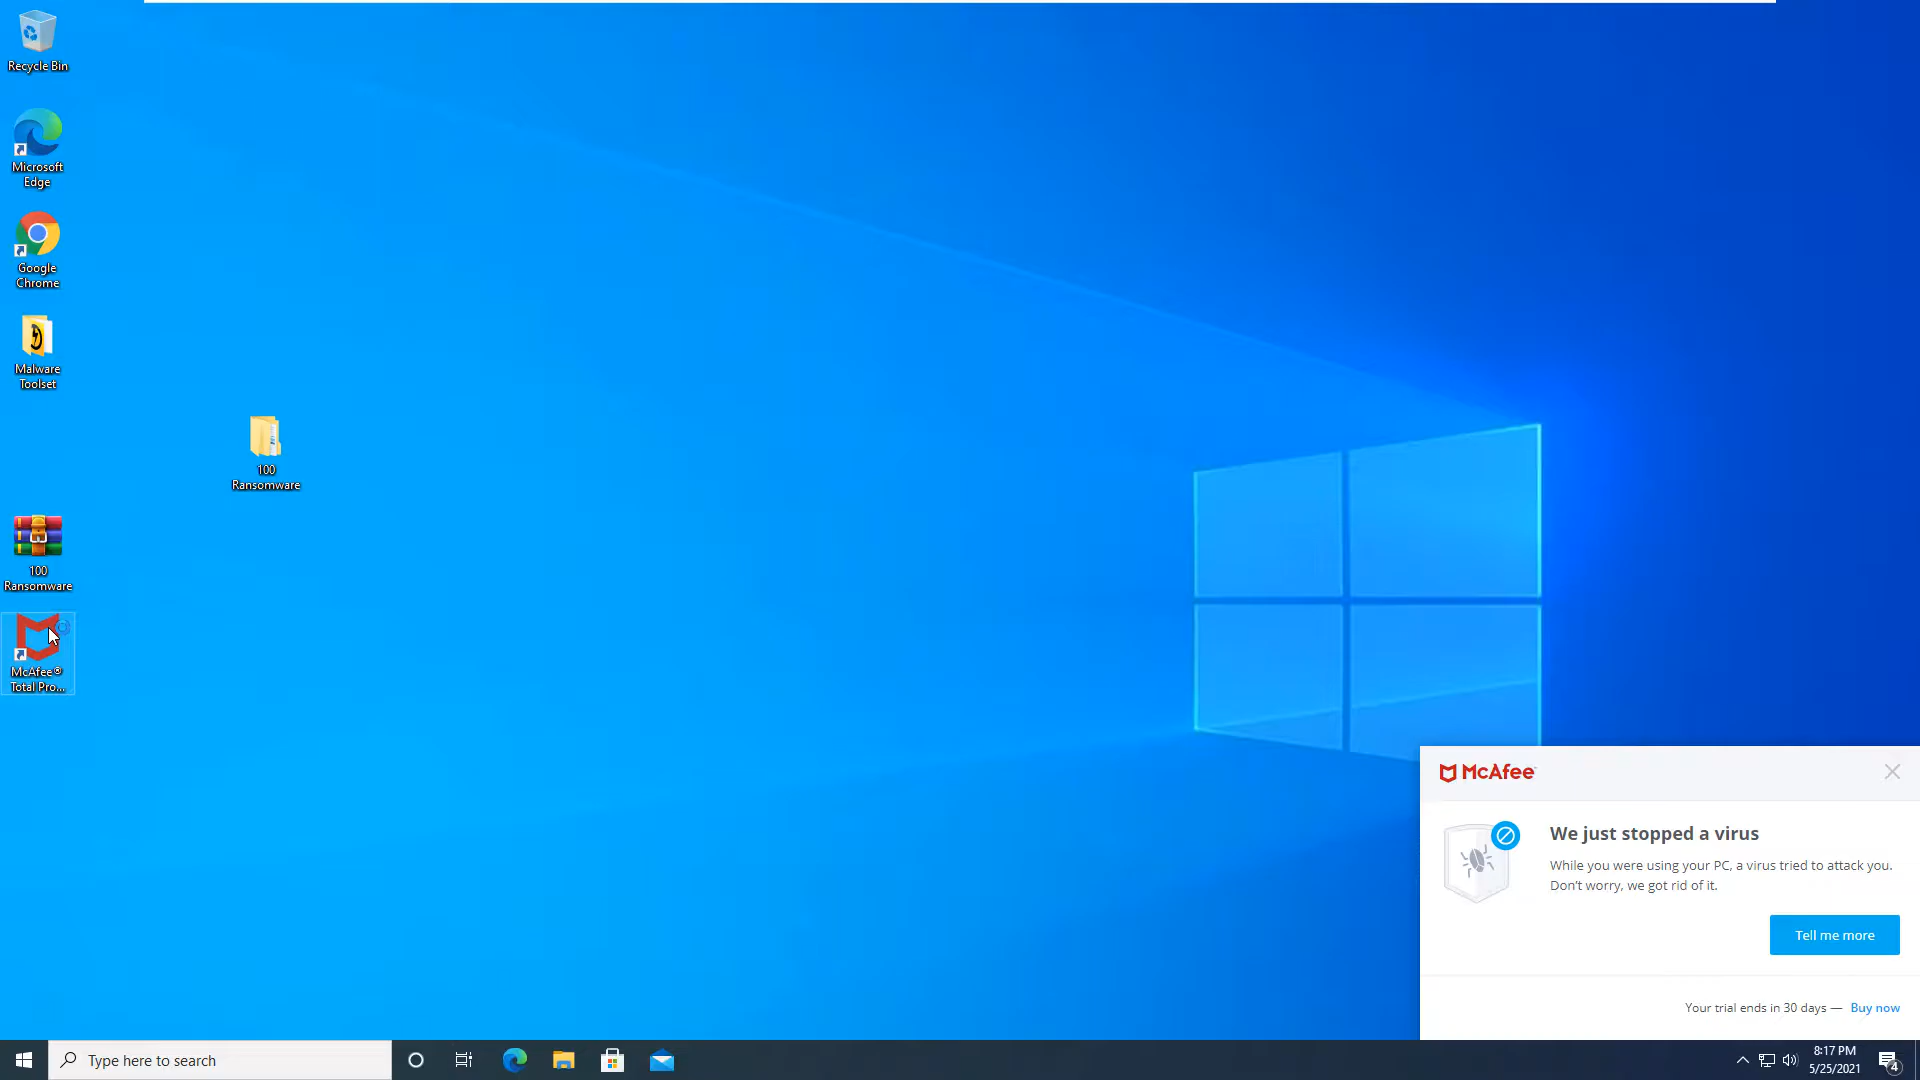 Recycle Bin
Microsoft
Edge
Google
Chrome
Malware
Toolset
100
Ransomware
100
Ransomware
McAfee®
Total Pro...
McAfee™
We just stopped a virus
While you were using your PC, a virus tried to attack you.
Don't worry, we got rid of it.
Tell me more
Your trial ends in 30 days — Buy now
Type here to search
8:17 PM
5/25/2021
4